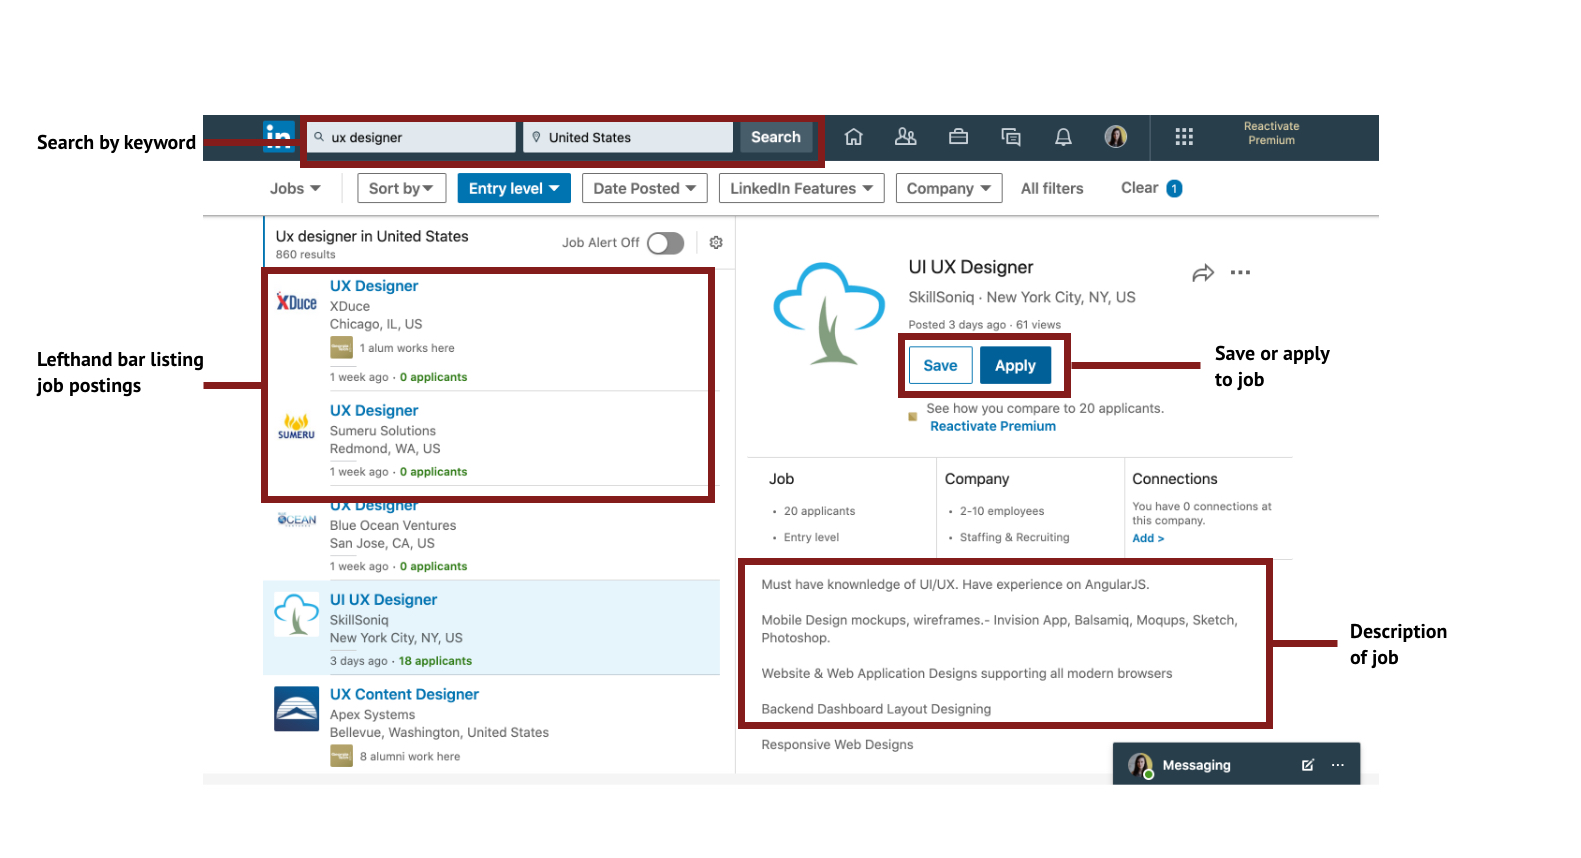 Search by keyword
in
ux designer
United States
Search
Reactivate
Premium
Jobs
Sort by
Entry level
Date Posted
LinkedIn Features
Company
All filters
Clear
1
Ux designer in United States
860 results
Job Alert Off
Lefthand bar listing
job postings
XDuce
UX Designer
XDuce
Chicago, IL, US
1 alum works here
1 week ago · 0 applicants
SUMERU
UX Designer
Sumeru Solutions
Redmond, WA, US
1 week ago · 0 applicants
OCEAN
UX Designer
Blue Ocean Ventures
San Jose, CA, US
1 week ago · 0 applicants
UI UX Designer
SkillSoniq
New York City, NY, US
3 days ago · 18 applicants
UX Content Designer
Apex Systems
Bellevue, Washington, United States
8 alumni work here
UI UX Designer
SkillSoniq · New York City, NY, US
Posted 3 days ago · 61 views
Save
Apply
Save or apply
to job
See how you compare to 20 applicants.
Reactivate Premium
Job
• 20 applicants
• Entry level
Company
• 2-10 employees
• Staffing & Recruiting
Connections
You have 0 connections at
this company.
Add >
Must have knownledge of UI/UX. Have experience on AngularJS.
Mobile Design mockups, wireframes.- Invision App, Balsamiq, Moqups, Sketch,
Photoshop.
Website & Web Application Designs supporting all modern browsers
Backend Dashboard Layout Designing
Responsive Web Designs
Description
of job
Messaging